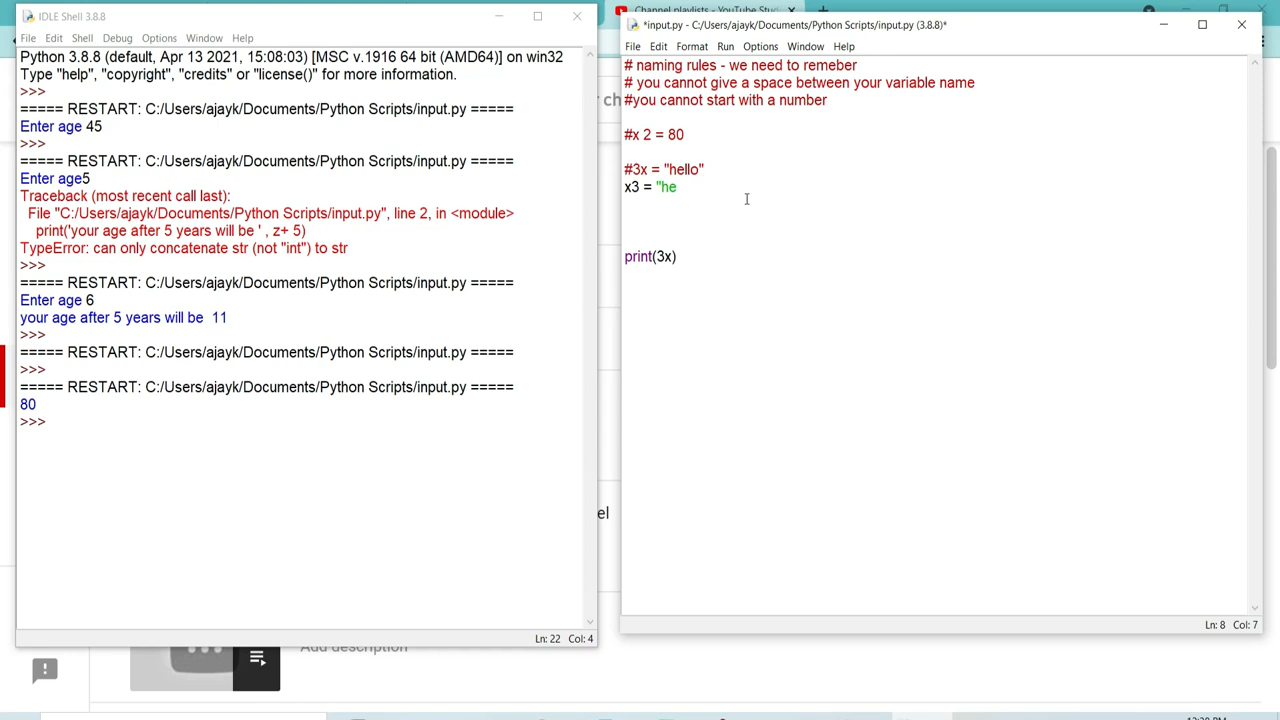 Channel playlists - YouTube Stu
IDLE Shell 3.8.8
File Edit Shell Debug Options Window Help
Python 3.8.8 (default, Apr 13 2021, 15:08:03) [MSC v.1916 64 bit (AMD64)] on win32
Type "help", "copyright", "credits" or "license()" for more information.
>>>
===== RESTART: C:/Users/ajayk/Documents/Python Scripts/input.py =====
Enter age 45
>>>
===== RESTART: C:/Users/ajayk/Documents/Python Scripts/input.py =====
Enter age5
Traceback (most recent call last):
File "C:/Users/ajayk/Documents/Python Scripts/input.py", line 2, in <module>
print('your age after 5 years will be ' , z+ 5)
TypeError: can only concatenate str (not "int") to str
>>>
===== RESTART: C:/Users/ajayk/Documents/Python Scripts/input.py =====
Enter age 6
your age after 5 years will be  11
>>>
===== RESTART: C:/Users/ajayk/Documents/Python Scripts/input.py =====
>>>
===== RESTART: C:/Users/ajayk/Documents/Python Scripts/input.py =====
80
>>>
Ln: 22 Col: 4
*input.py - C:/Users/ajayk/Documents/Python Scripts/input.py (3.8.8)*
File Edit Format Run Options Window Help
# naming rules - we need to remeber
# you cannot give a space between your variable name
#you cannot start with a number
#x 2 = 80
#3x = "hello"
x3 = "he
print(3x)
Ln: 8 Col: 7
r ch
el
Add description